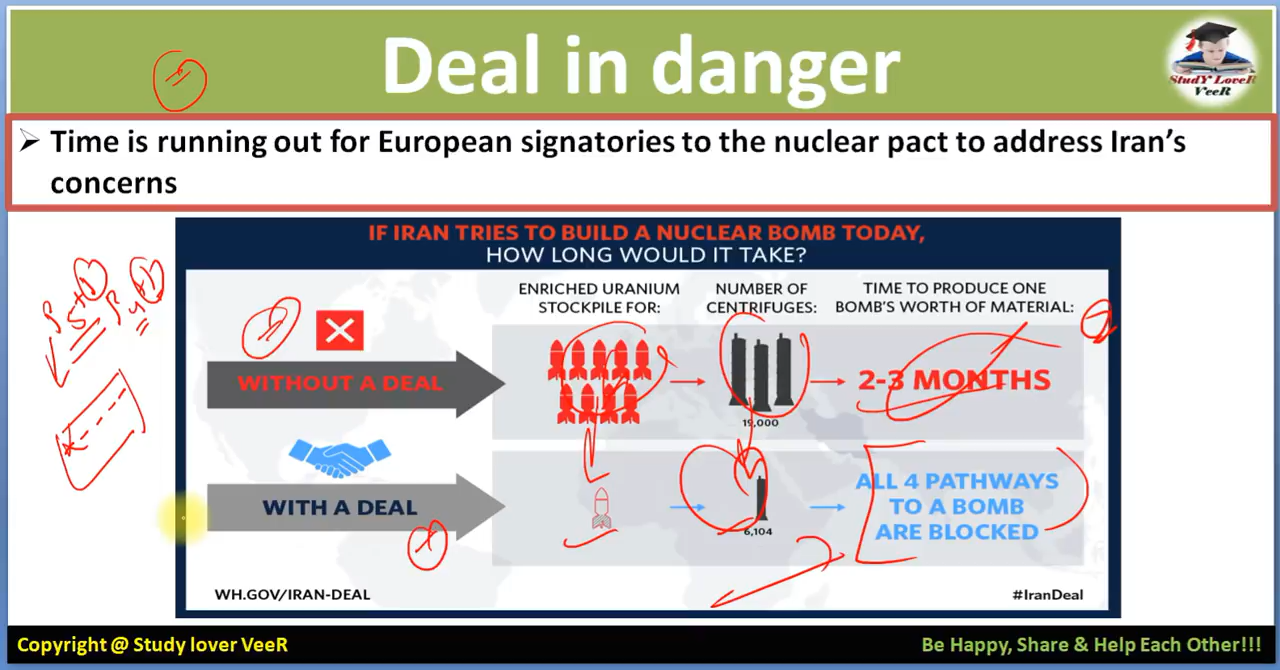 Deal in danger
StudY LoveR
VeeR
Time is running out for European signatories to the nuclear pact to address Iran's
concerns
IF IRAN TRIES TO BUILD A NUCLEAR BOMB TODAY,
HOW LONG WOULD IT TAKE?
ENRICHED URANIUM
STOCKPILE FOR:
NUMBER OF
CENTRIFUGES:
TIME TO PRODUCE ONE
BOMB'S WORTH OF MATERIAL:
WITHOUT A DEAL
19,000
2-3 MONTHS
WITH A DEAL
6,104
ALL 4 PATHWAYS
TO A BOMB
ARE BLOCKED
WH.GOV/IRAN-DEAL
#IranDeal
Copyright @ Study lover VeeR
Be Happy, Share & Help Each Other!!!